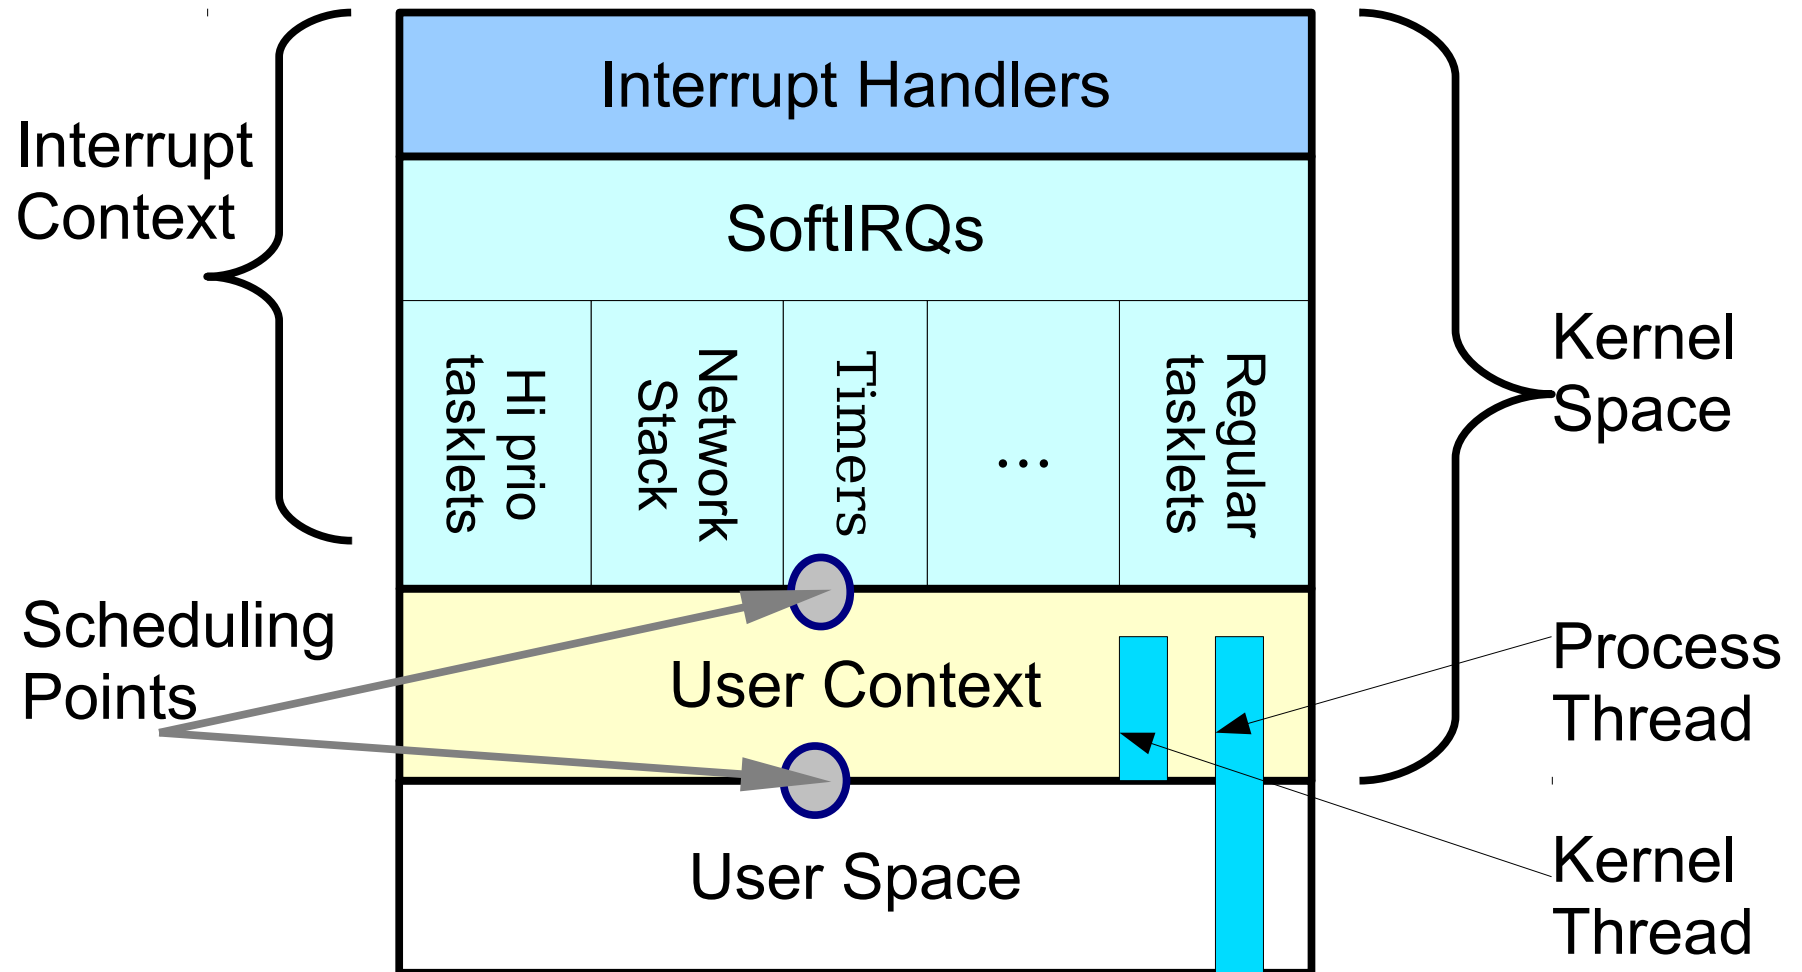 Interrupt Handlers
Interrupt
Context
SoftIRQs
Hi prio
tasklets
Network
Stack
Timers
...
Regular
tasklets
Kernel
Space
Scheduling
Points
User Context
Process
Thread
User Space
Kernel
Thread